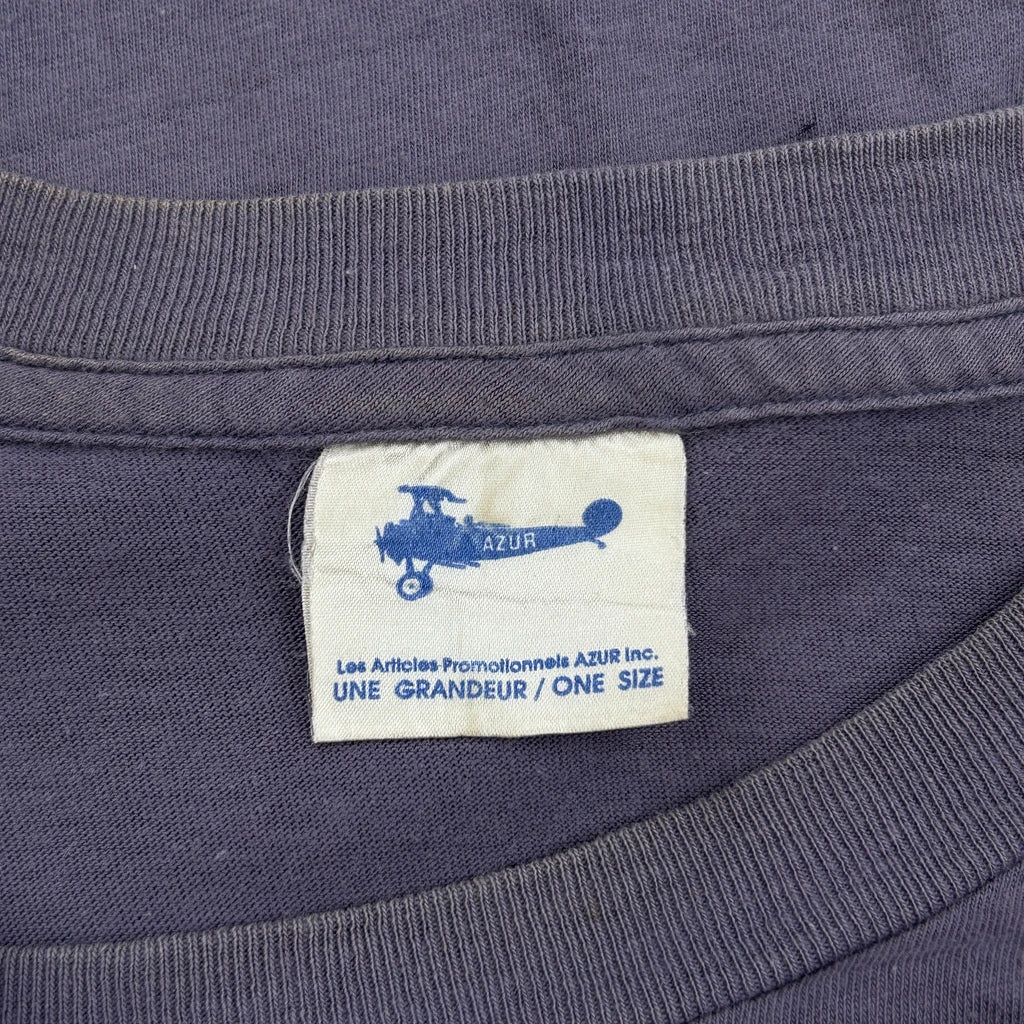 AZUR
Les Articles Promotionnels AZUR Inc.
UNE GRANDEUR / ONE SIZE